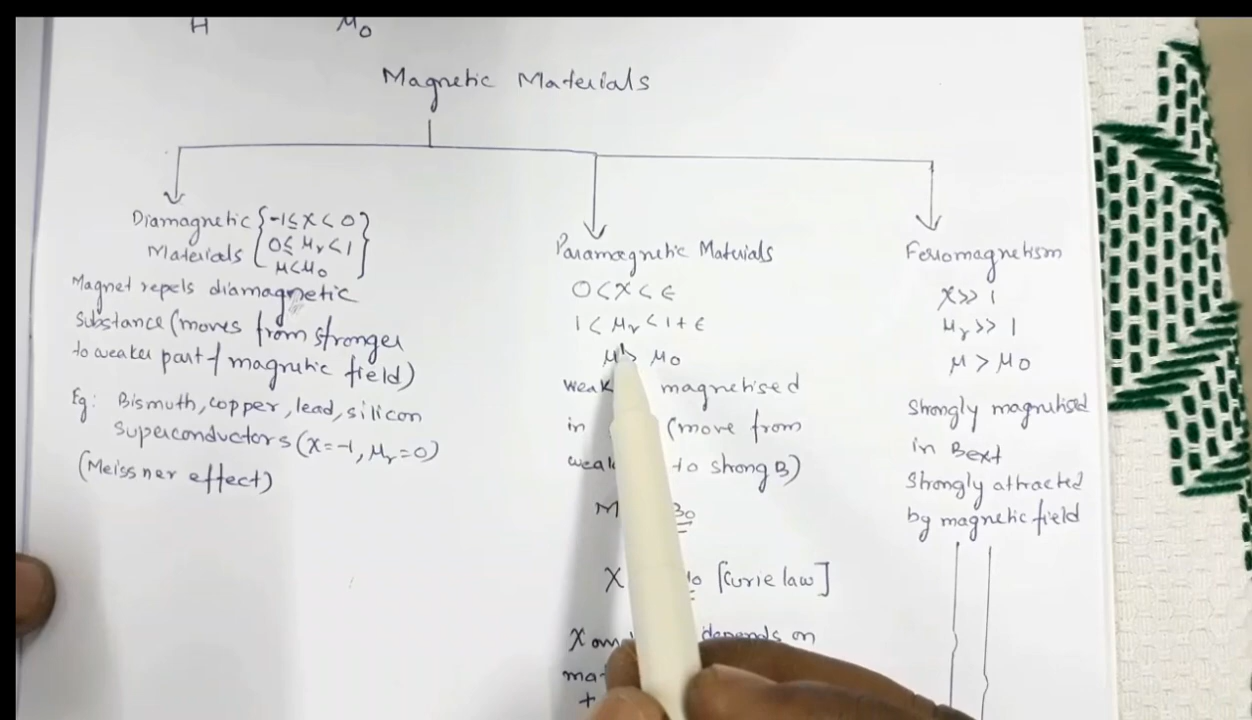 H μ0
Magnetic Materials
Diamagnetic {-1≤χ<0}
Materials 0≤μr<1
μ<μ0
Magnet repels diamagnetic
substance (moves from stronger
to weaker part of magnetic field)
Eg: Bismuth, copper, lead, silicon
Superconductors (χ=-1, μr=0)
(Meissner effect)
Paramagnetic Materials
0<χ<ε
1<μr<1+ε
μ> μ0
magnetised
in (move from
to strong B)
M B0
χ μ0 [Curie law]
χ depends on
+
Ferromagnetism
χ>>1
μr>>1
μ>μ0
Strongly magnetised
in Bext
Strongly attracted
by magnetic field